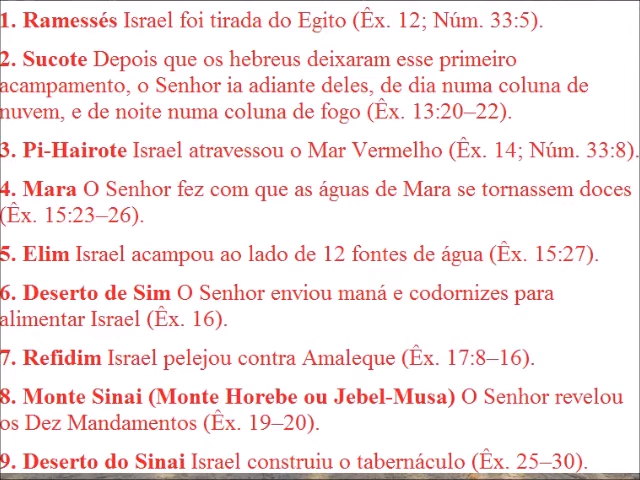 1. Ramessés Israel foi tirada do Egito (Êx. 12; Núm. 33:5).
2. Sucote Depois que os hebreus deixaram esse primeiro
acampamento, o Senhor ia adiante deles, de dia numa coluna de
nuvem, e de noite numa coluna de fogo (Êx. 13:20–22).
3. Pi-Hairote Israel atravessou o Mar Vermelho (Êx. 14; Núm. 33:8).
4. Mara O Senhor fez com que as águas de Mara se tornassem doces
(Êx. 15:23–26).
5. Elim Israel acampou ao lado de 12 fontes de água (Êx. 15:27).
6. Deserto de Sim O Senhor enviou maná e codornizes para
alimentar Israel (Êx. 16).
7. Refidim Israel pelejou contra Amaleque (Êx. 17:8–16).
8. Monte Sinai (Monte Horebe ou Jebel-Musa) O Senhor revelou
os Dez Mandamentos (Êx. 19–20).
9. Deserto do Sinai Israel construiu o tabernáculo (Êx. 25–30).